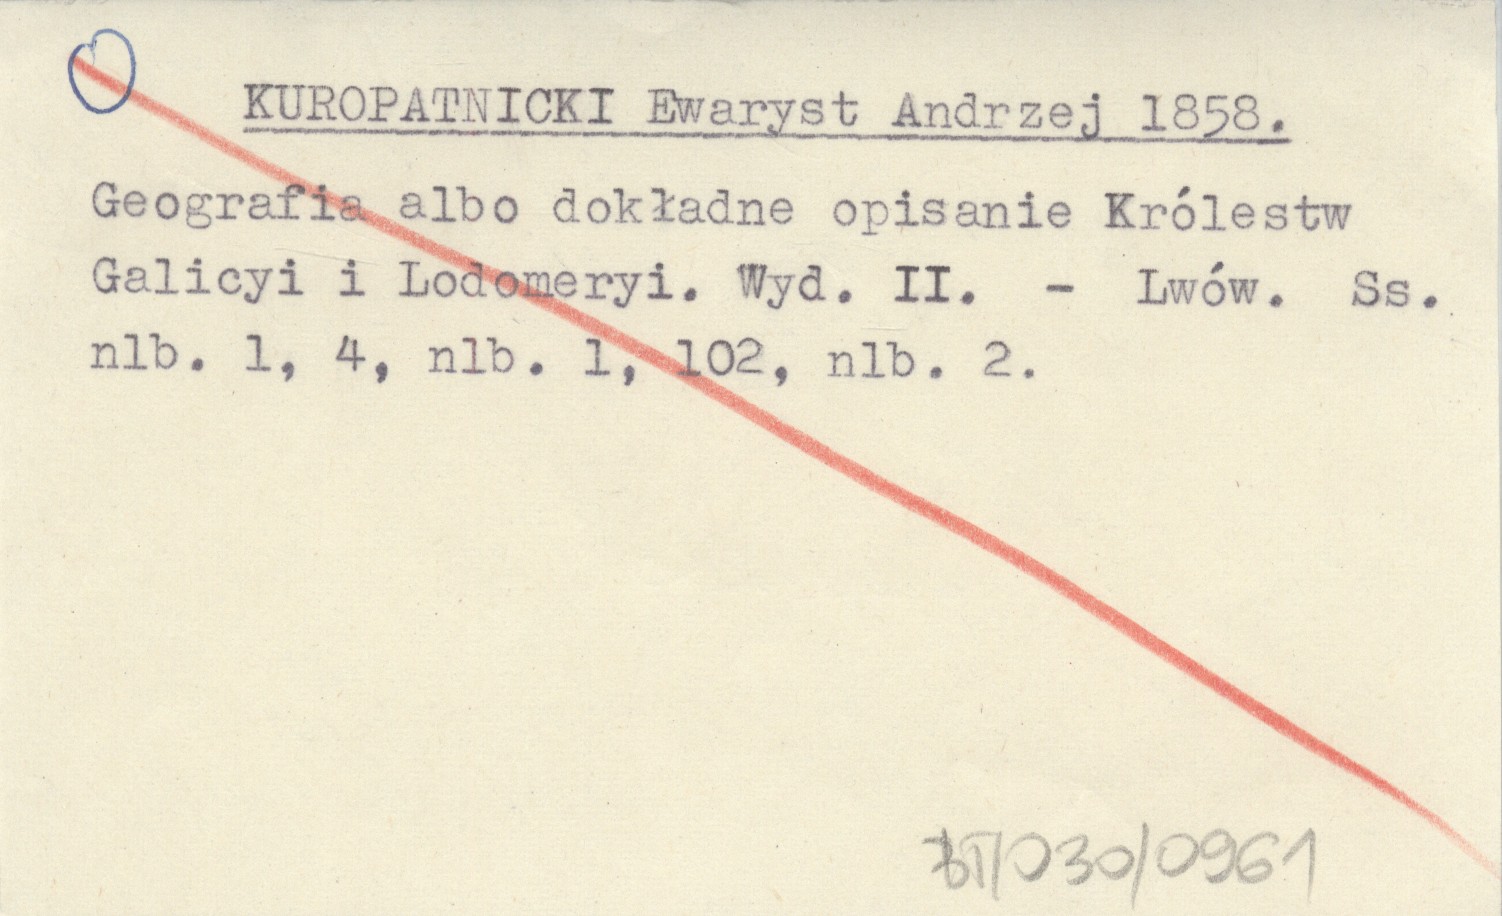 KUROPATNICKI Ewaryst Andrzej 1858.
Geografia albo dokładne opisanie Królestw
Galicyi i Lodomeryi. Wyd. II. - Lwów. Ss.
nlb. 1, 4, nlb. 1, 102, nlb. 2.
BT/030/0961